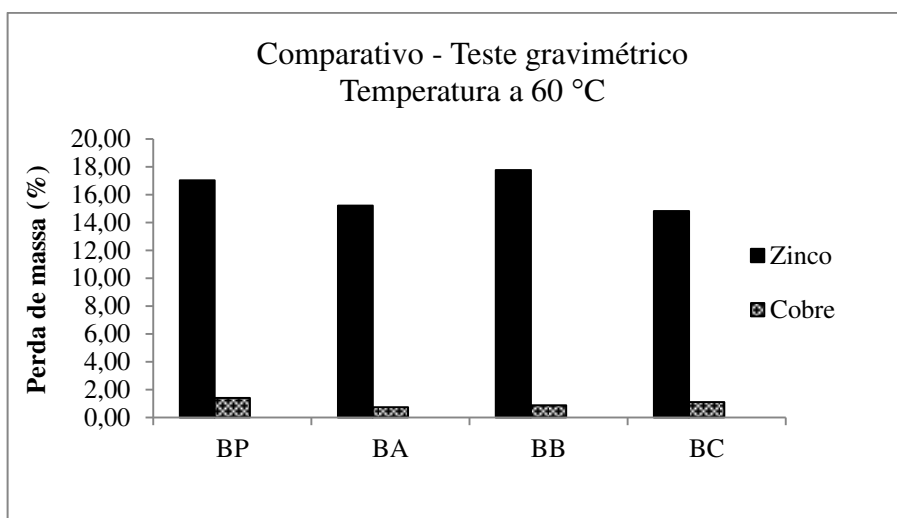 Comparativo - Teste gravimétrico
Temperatura a 60 °C
Perda de massa (%)
20,00
18,00
16,00
14,00
12,00
10,00
8,00
6,00
4,00
2,00
0,00
BP
BA
BB
BC
Zinco
Cobre